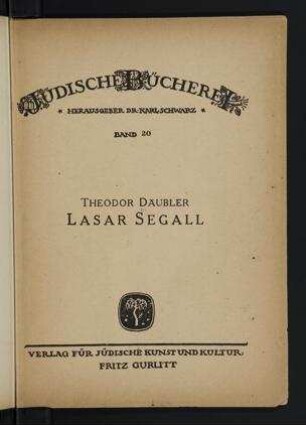 JÜDISCHE BÜCHEREI
* HERAUSGEBER DR. KARL SCHWARZ *
BAND 20
THEODOR DÄUBLER
LASAR SEGALL
VERLAG FÜR JÜDISCHE KUNST UND KULTUR
FRITZ GURLITT